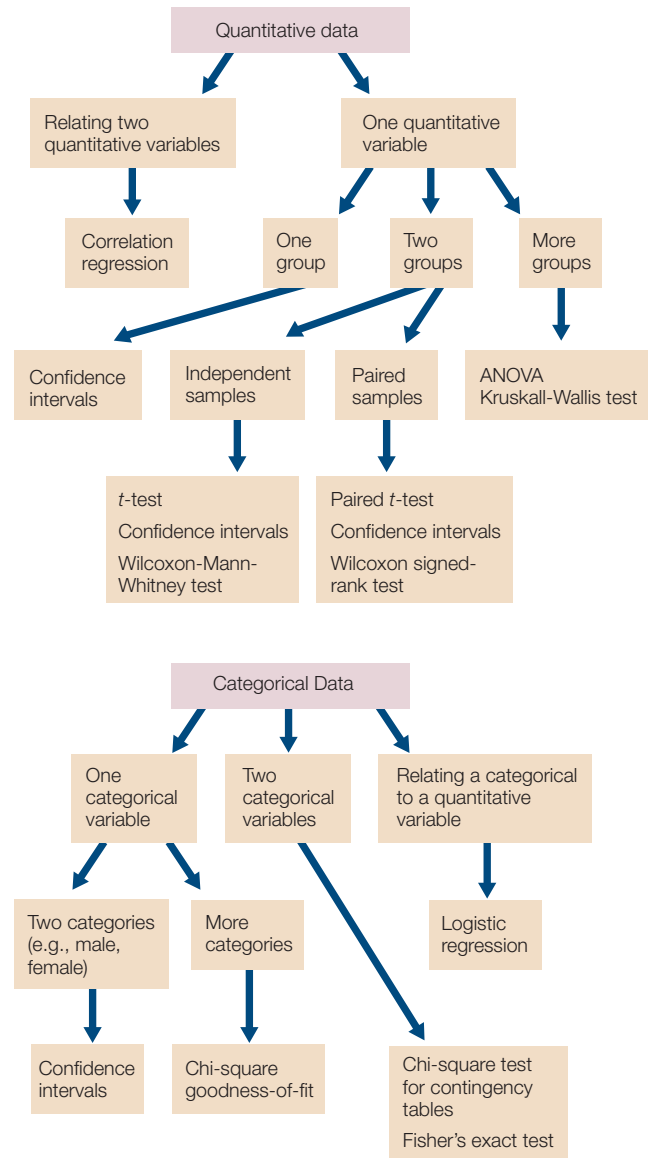 Quantitative data
Relating two
quantitative variables
One quantitative
variable
Correlation
regression
One
group
Two
groups
More
groups
Confidence
intervals
Independent
samples
Paired
samples
ANOVA
Kruskall-Wallis test
t-test
Confidence intervals
Wilcoxon-Mann-
Whitney test
Paired t-test
Confidence intervals
Wilcoxon signed-
rank test
Categorical Data
One
categorical
variable
Two
categorical
variables
Relating a categorical
to a quantitative
variable
Two categories
(e.g., male,
female)
More
categories
Logistic
regression
Confidence
intervals
Chi-square
goodness-of-fit
Chi-square test
for contingency
tables
Fisher's exact test